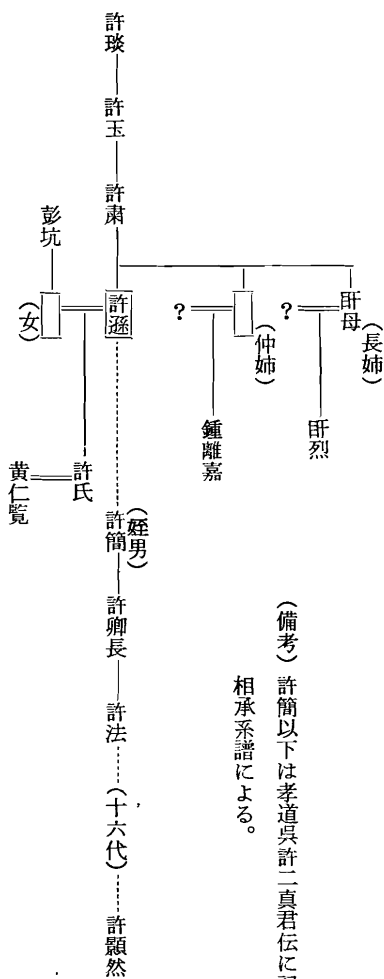 許琰
許玉
許肅
盱母
(長姉)
?
盱烈
(仲姉)
?
鍾離嘉
許遜
彭坑
(女)
許氏
黄仁覧
(姪男)
許簡
許卿長
許法
(十六代)
許顥然
(備考) 許簡以下は孝道呉許二真君伝に
相承系譜による。